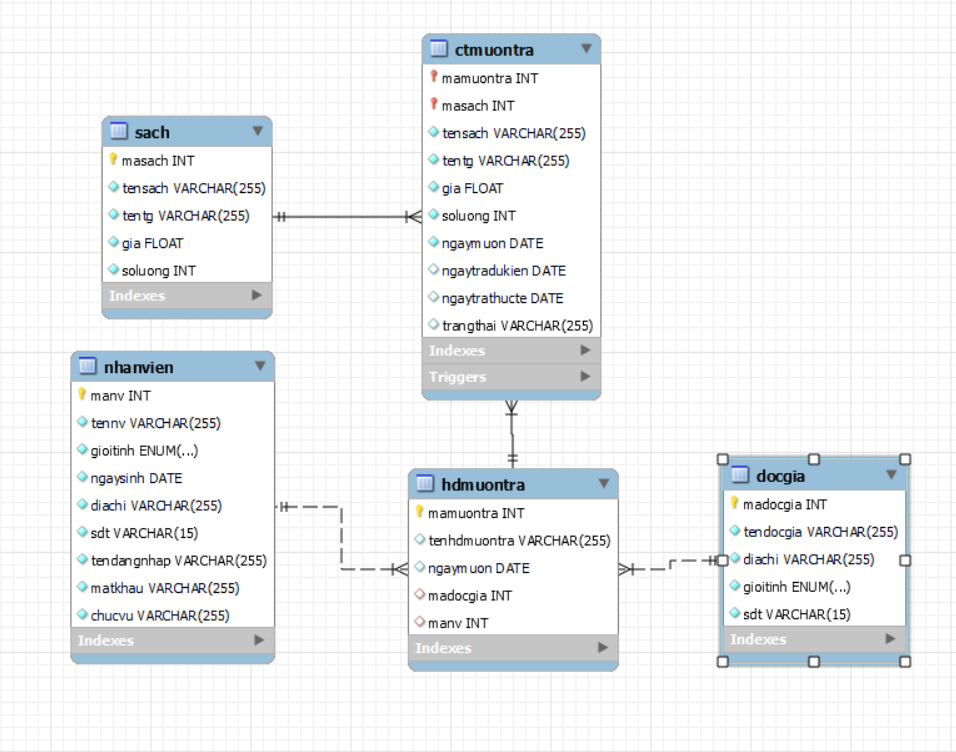 ctmuontra
mamuontra INT
masach INT
tensach VARCHAR(255)
tentg VARCHAR(255)
gia FLOAT
soluong INT
ngaymuon DATE
ngaytradukien DATE
ngaytrathucte DATE
trangthai VARCHAR(255)
Indexes
Triggers
sach
masach INT
tensach VARCHAR(255)
tentg VARCHAR(255)
gia FLOAT
soluong INT
Indexes
nhanvien
manv INT
tennv VARCHAR(255)
gioitinh ENUM(...)
ngaysinh DATE
diachi VARCHAR(255)
sdt VARCHAR(15)
tendangnhap VARCHAR(255)
matkhau VARCHAR(255)
chucvu VARCHAR(255)
Indexes
hdmuontra
mamuontra INT
tenhdmuontra VARCHAR(255)
ngaymuon DATE
madocgia INT
manv INT
Indexes
docgia
madocgia INT
tendocgia VARCHAR(255)
diachi VARCHAR(255)
gioitinh ENUM(...)
sdt VARCHAR(15)
Indexes